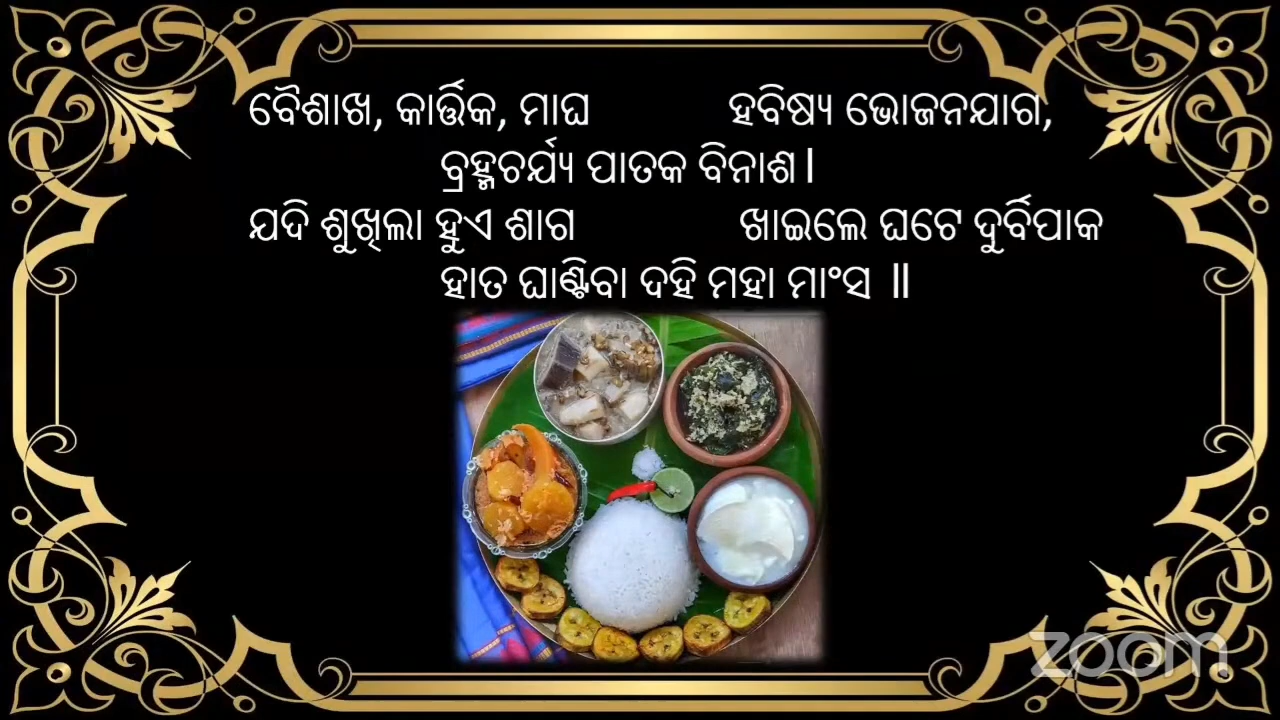 ବୈଶାଖ, କାର୍ତ୍ତିକ, ମାଘ ହବିଷ୍ୟ ଭୋଜନଯାଗ,
ବ୍ରହ୍ମଚର୍ଯ୍ୟ ପାତକ ବିନାଶ।
ଯଦି ଶୁଖିଲା ହୁଏ ଶାଗ ଖାଇଲେ ଘଟେ ଦୁର୍ବିପାକ
ହାତ ଘାଣ୍ଟିବା ଦହି ମହା ମାଂସ ॥
zoom